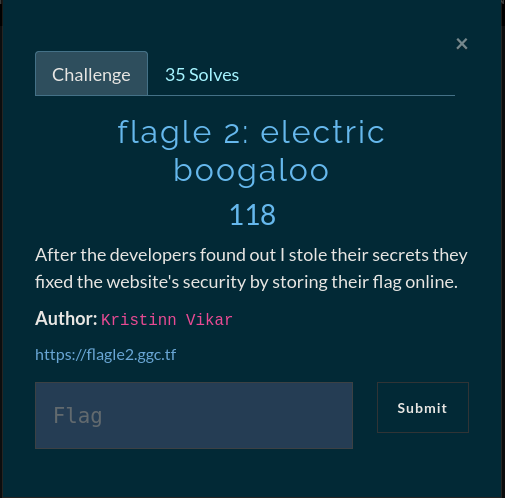 ×
Challenge 35 Solves
flagle 2: electric
boogaloo
118
After the developers found out I stole their secrets they
fixed the website's security by storing their flag online.
Author: Kristinn Vikar
https://flagle2.ggc.tf
Flag Submit